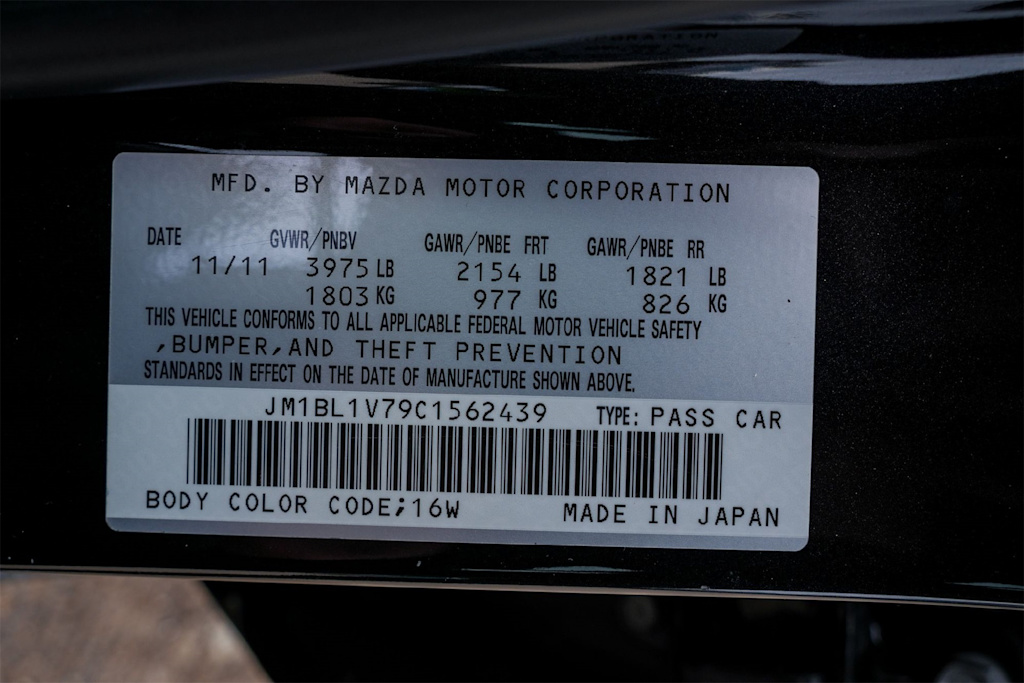 MFD. BY MAZDA MOTOR CORPORATION
DATE GVWR/PNBV GAWR/PNBE FRT GAWR/PNBE RR
11/11 3975 LB 2154 LB 1821 LB
1803 KG 977 KG 826 KG
THIS VEHICLE CONFORMS TO ALL APPLICABLE FEDERAL MOTOR VEHICLE SAFETY
,BUMPER,AND THEFT PREVENTION
STANDARDS IN EFFECT ON THE DATE OF MANUFACTURE SHOWN ABOVE.
JM1BL1V79C1562439 TYPE: PASS CAR
BODY COLOR CODE;16W MADE IN JAPAN